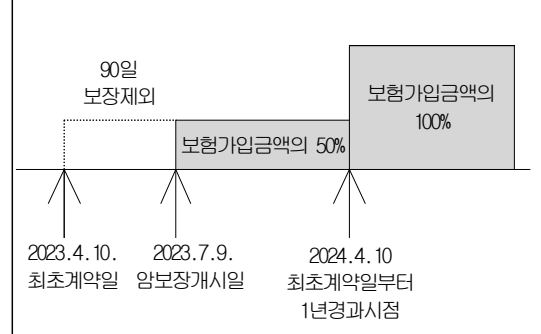 90일
보장제외
보험가입금액의 50%
보험가입금액의
100%
2023.4.10.
최초계약일
2023.7.9.
암보장개시일
2024.4.10
최초계약일부터
1년경과시점